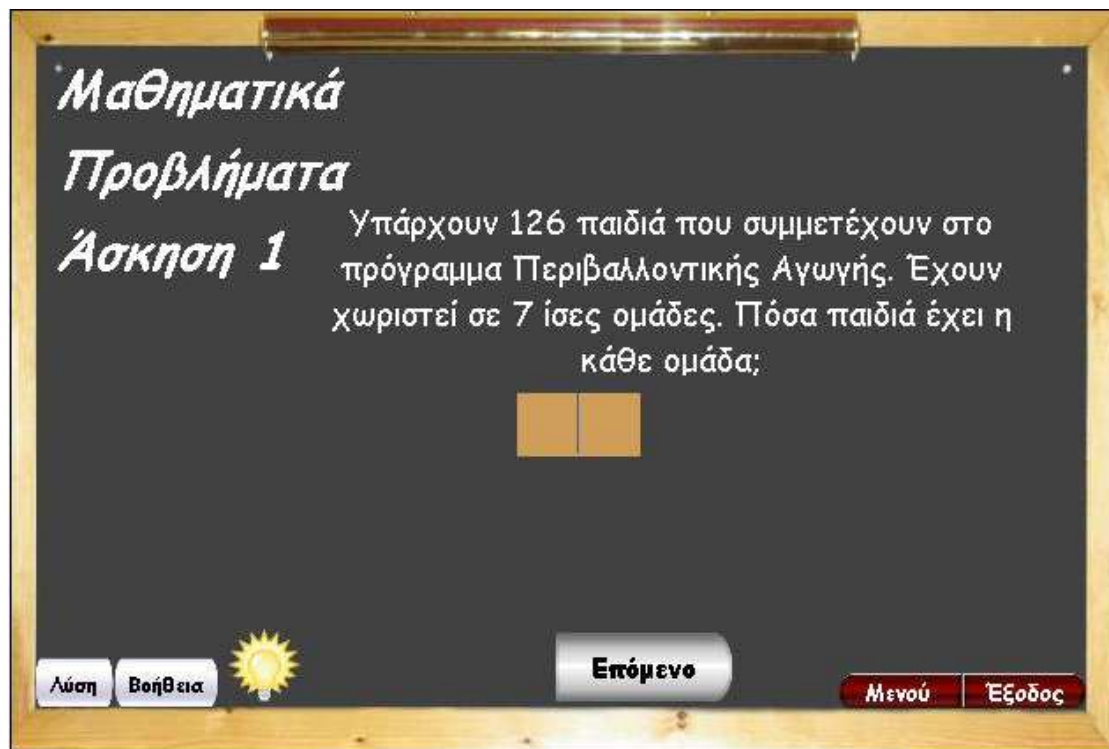 Μαθηματικά
Προβλήματα
Άσκηση 1
Υπάρχουν 126 παιδιά που συμμετέχουν στο
πρόγραμμα Περιβαλλοντικής Αγωγής. Έχουν
χωριστεί σε 7 ίσες ομάδες. Πόσα παιδιά έχει η
κάθε ομάδα;
Λύση
Βοήθεια
Επόμενο
Μενού
Έξοδος